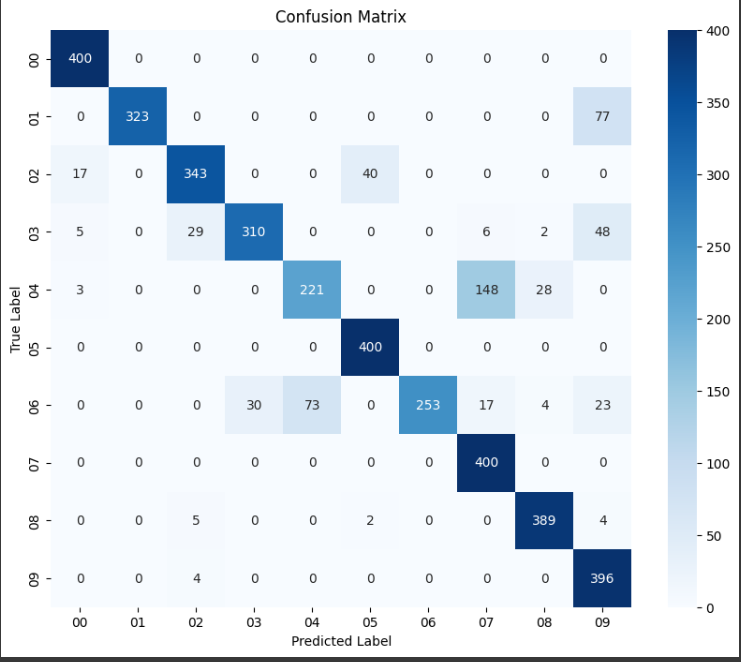 Confusion Matrix
00 400 0 0 0 0 0 0 0 0 0
01 0 323 0 0 0 0 0 0 0 77
02 17 0 343 0 0 40 0 0 0 0
03 5 0 29 310 0 0 0 6 2 48
04 3 0 0 0 221 0 0 148 28 0
05 0 0 0 0 0 400 0 0 0 0
06 0 0 0 30 73 0 253 17 4 23
07 0 0 0 0 0 0 0 400 0 0
08 0 0 5 0 0 2 0 0 389 4
09 0 0 4 0 0 0 0 0 0 396
00 01 02 03 04 05 06 07 08 09
Predicted Label
True Label
400
350
300
250
200
150
100
50
0